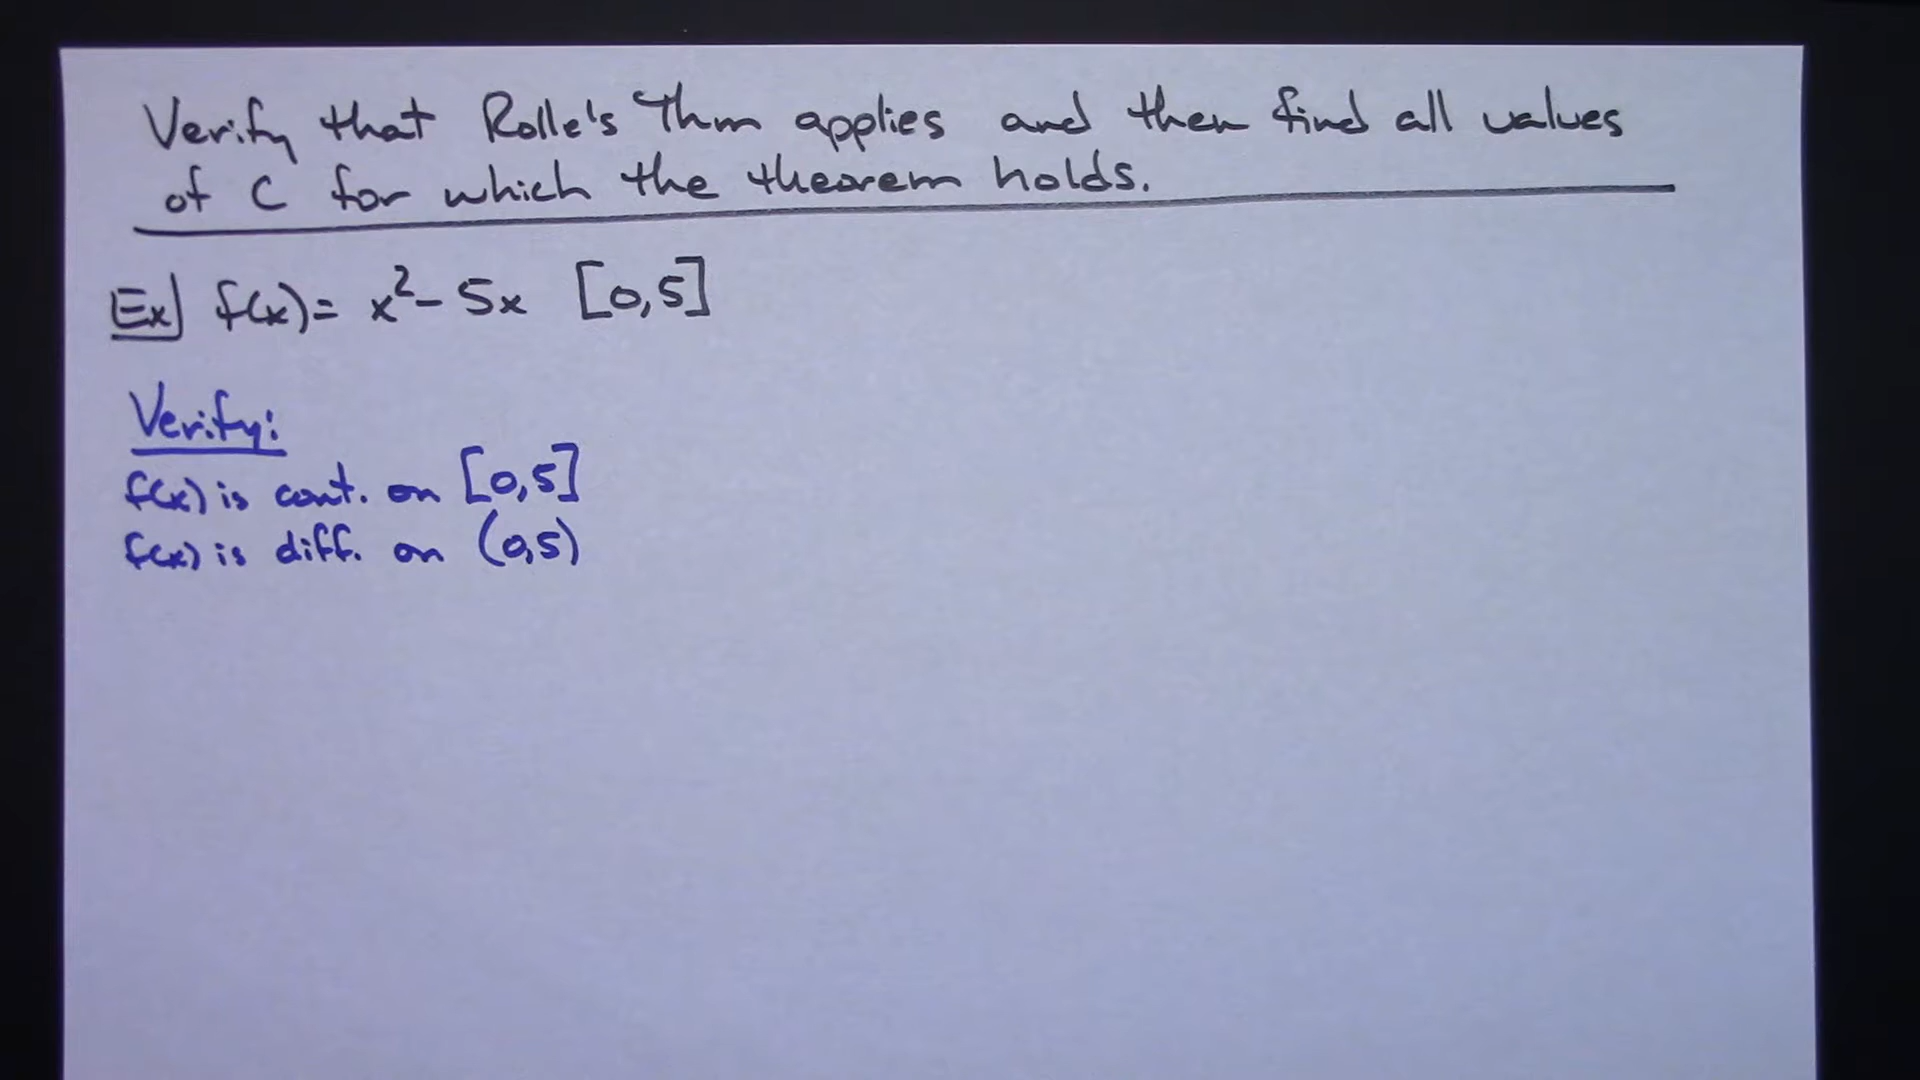 Verify that Rolle's Thm applies and then find all values
of C for which the theorem holds.
Ex] f(x)= x²- 5x [0,5]
Verify:
f(x) is cont. on [0,5]
f(x) is diff. on (0,5)